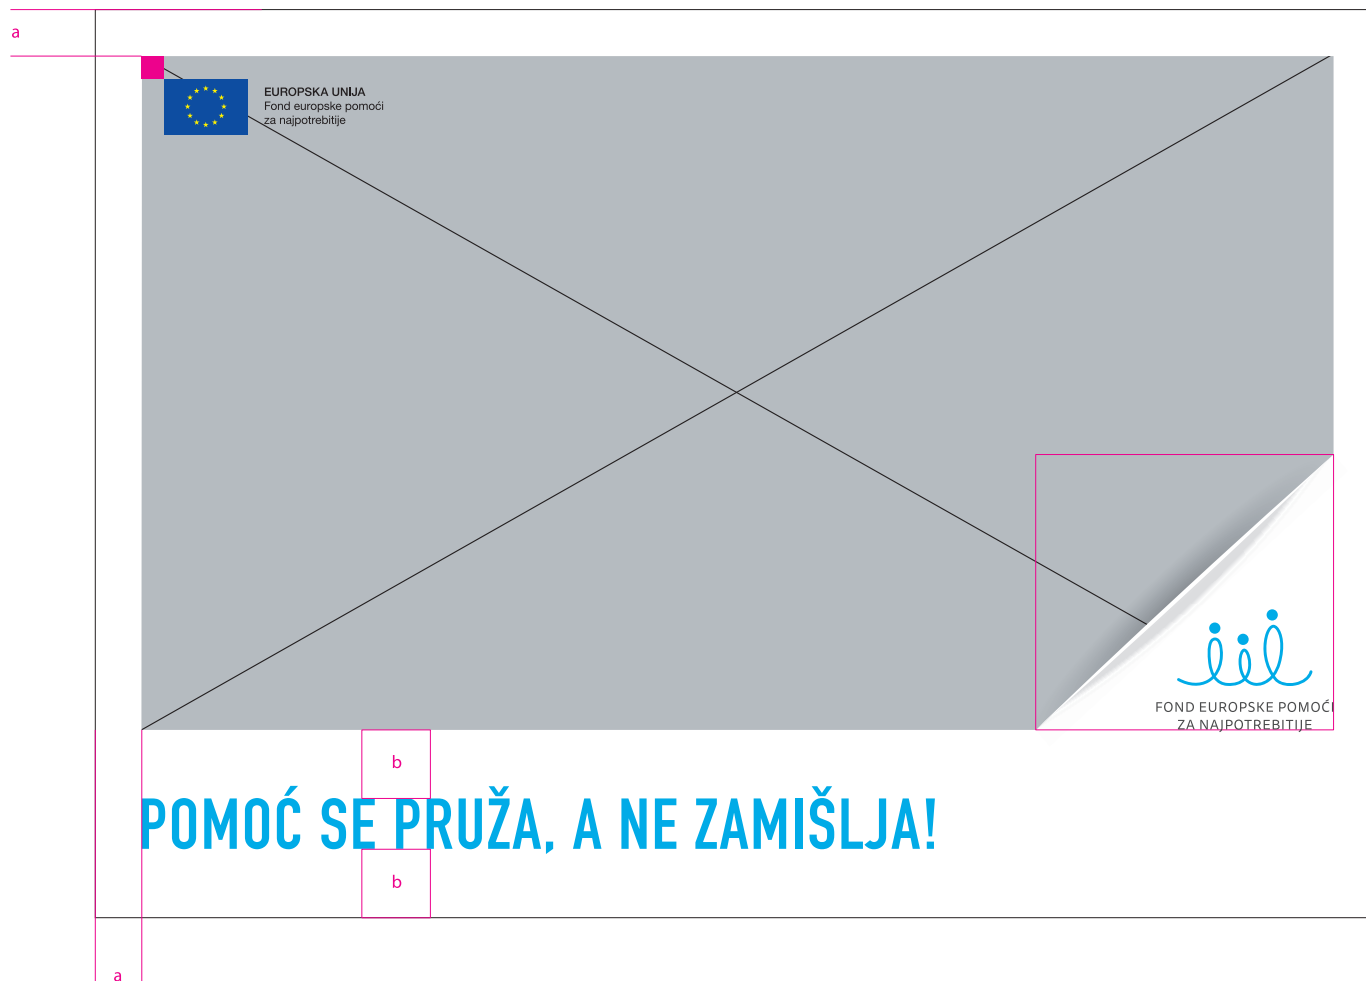 a
EUROPSKA UNIJA
Fond europske pomoći
za najpotrebitije
FOND EUROPSKE POMOĆI
ZA NAJPOTREBITIJE
b
POMOĆ SE PRUŽA, A NE ZAMIŠLJA!
b
a